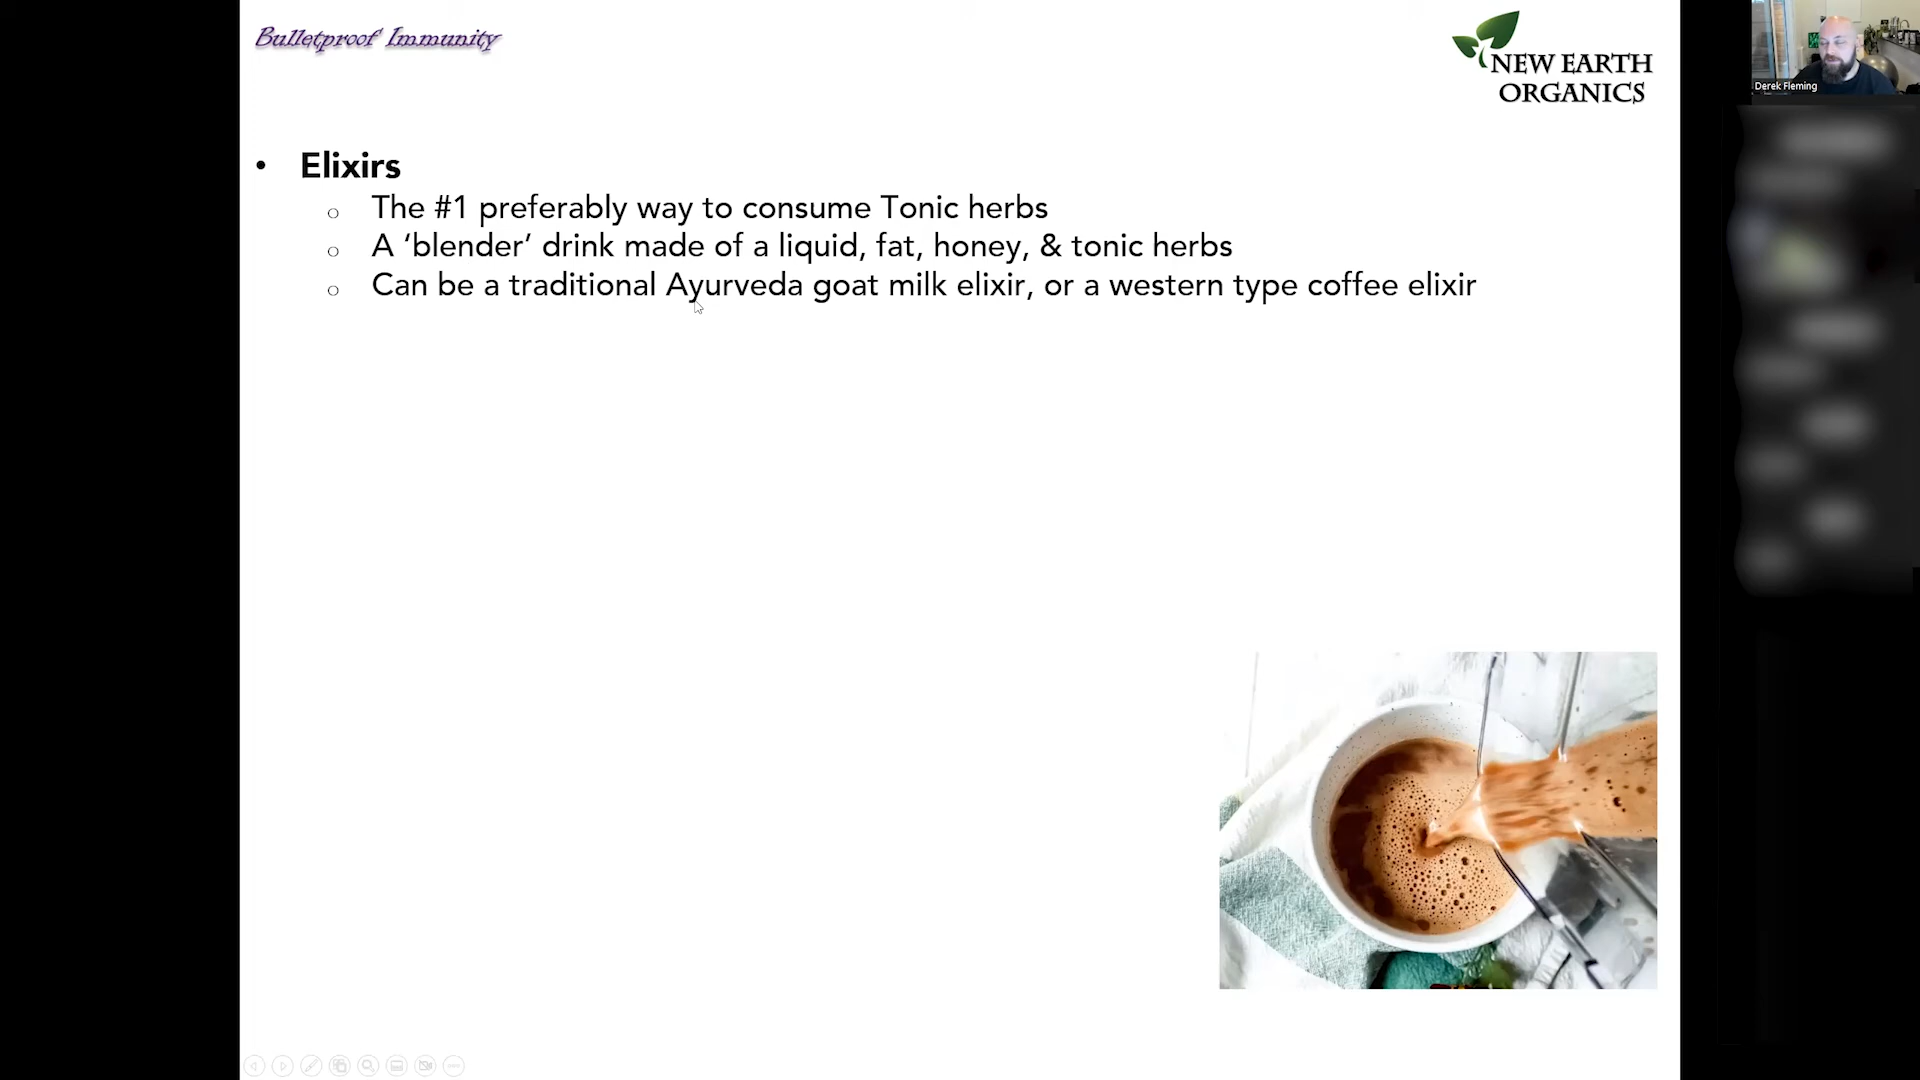 Bulletproof Immunity
NEW EARTH
ORGANICS
Derek Fleming
• Elixirs
o The #1 preferably way to consume Tonic herbs
o A ‘blender’ drink made of a liquid, fat, honey, & tonic herbs
o Can be a traditional Ayurveda goat milk elixir, or a western type coffee elixir